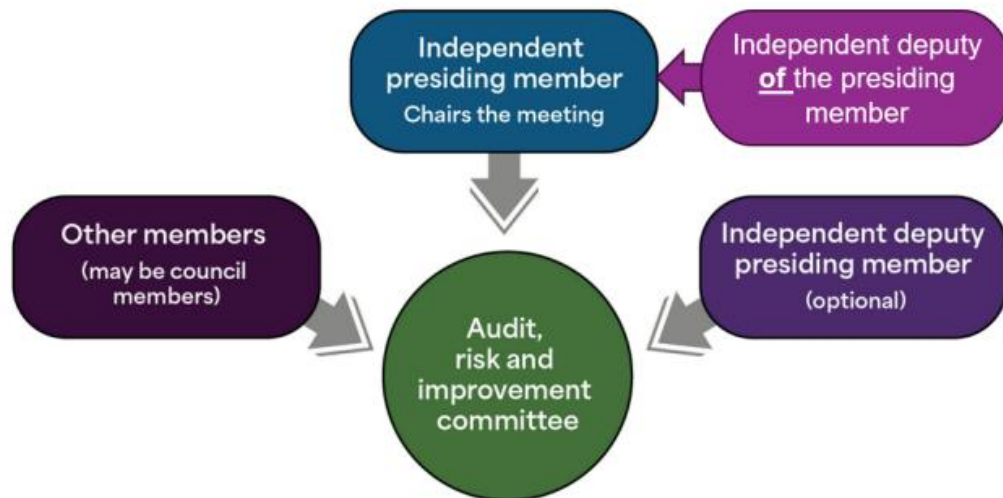 Independent
presiding member
Chairs the meeting
Independent deputy
of the presiding
member
Other members
(may be council
members)
Independent deputy
presiding member
(optional)
Audit,
risk and
improvement
committee